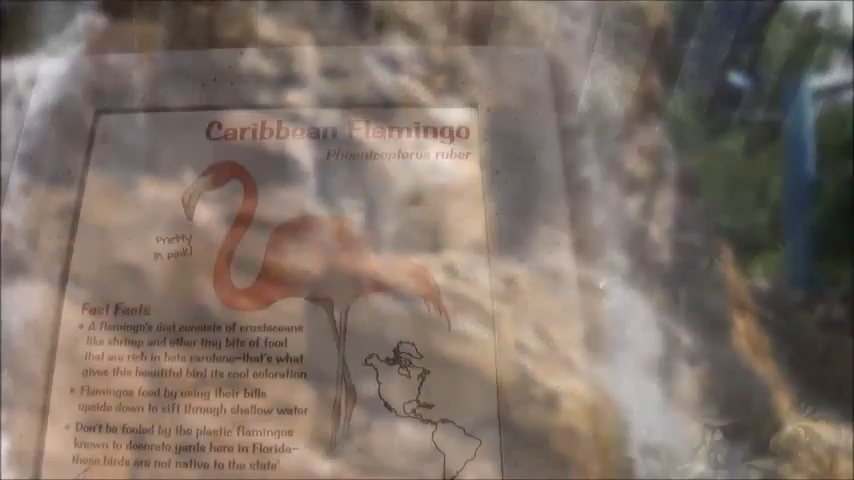 Caribbean Flamingo
Phoenicopterus ruber
Pretty
in pink!
Fast Facts
• A flamingo's diet consists of crustaceans
like shrimp and other tiny bits of food
that are rich in beta carotene–that's what
gives this beautiful bird its cool coloration
• Flamingos feed by using their bills
upside down to sift through shallow water
• Don't be fooled by the plastic flamingos
known to decorate yards here in Florida–
these birds are not native to the state